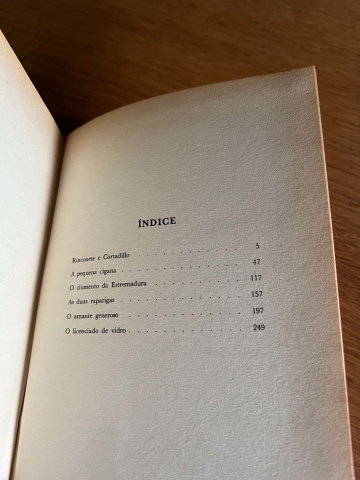 ÍNDICE
Rinconete e Cortadillo . . . . . . . . . . . . 5
A pequena cigana . . . . . . . . . . . . . 47
O ciumento da Estremadura . . . . . . . . . . 117
As duas raparigas . . . . . . . . . . . . . 157
O amante generoso . . . . . . . . . . . . . 197
O licenciado de vidro . . . . . . . . . . . . 249